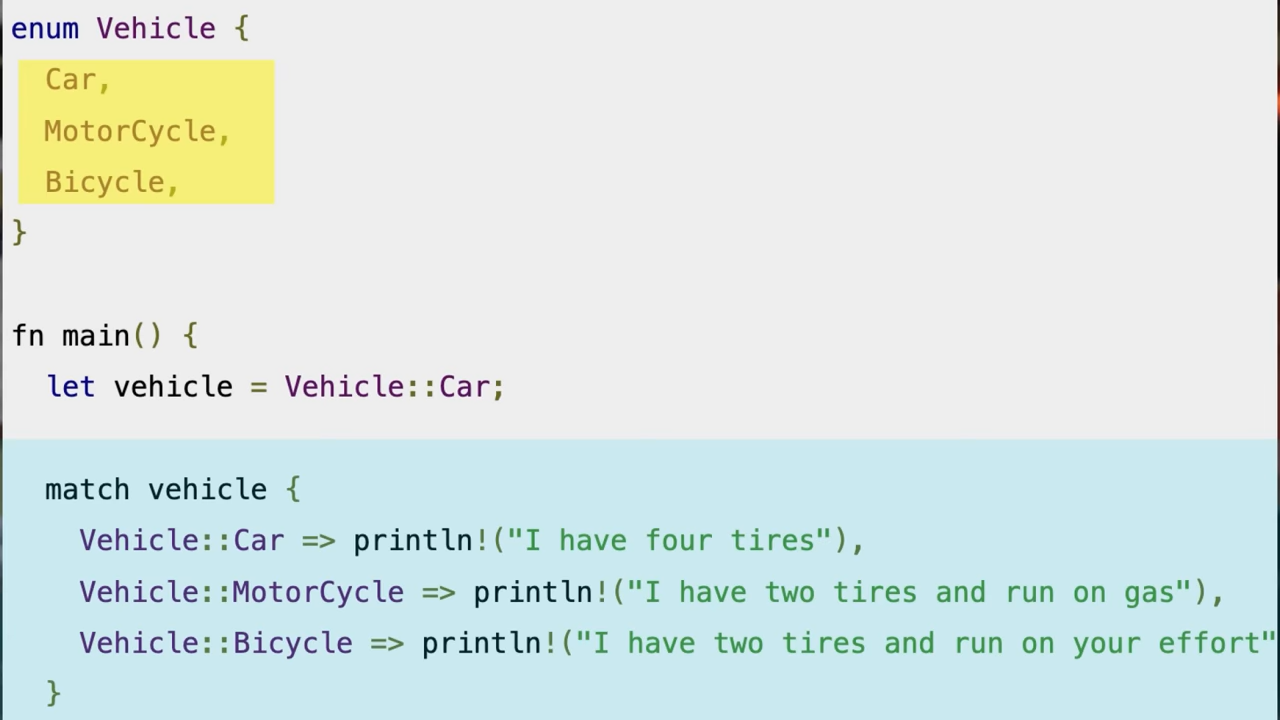 enum Vehicle {
Car,
MotorCycle,
Bicycle,
}
fn main() {
let vehicle = Vehicle::Car;
match vehicle {
Vehicle::Car => println!("I have four tires"),
Vehicle::MotorCycle => println!("I have two tires and run on gas"),
Vehicle::Bicycle => println!("I have two tires and run on your effort"
}